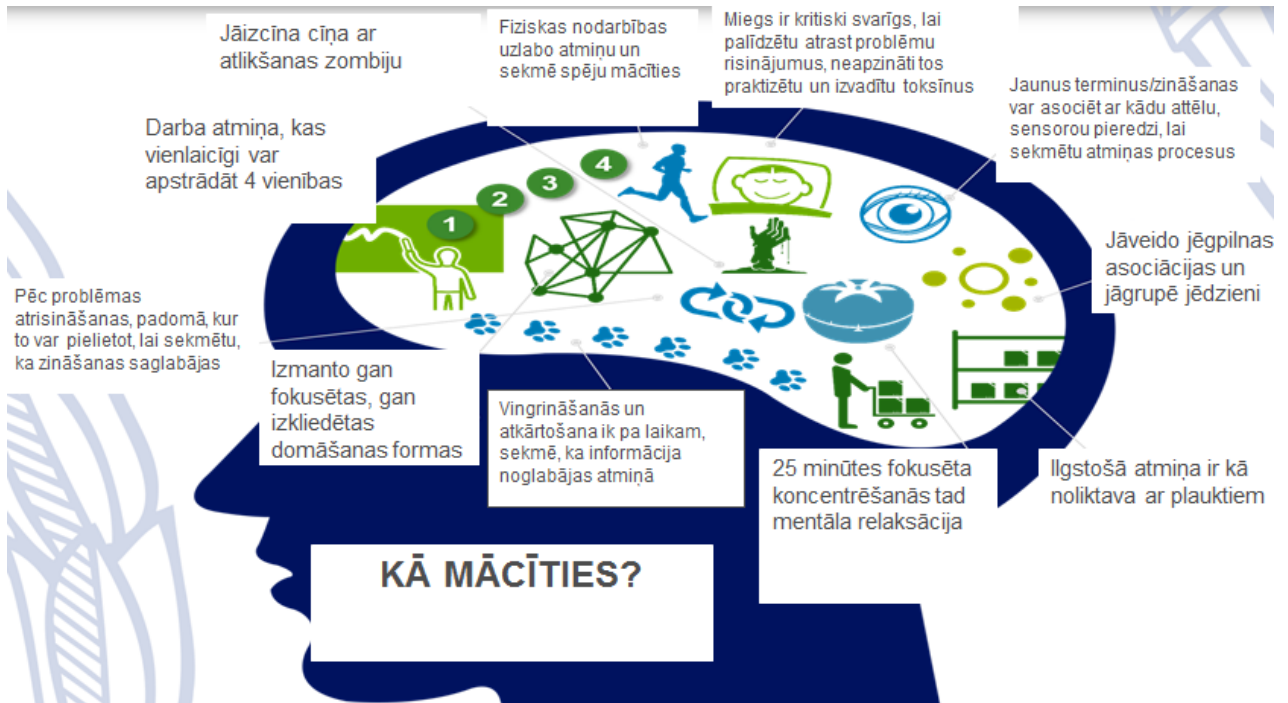 Jāizcīna cīņa ar
atlikšanas zombiju
Fiziskas nodarbības
uzlabo atmiņu un
sekmē spēju mācīties
Miegs ir kritiski svarīgs, lai
palīdzētu atrast problēmu
risinājumus, neapzināti tos
praktizētu un izvadītu toksīnus
Jaunus terminus/zināšanas
var asociēt ar kādu attēlu,
sensorou pieredzi, lai
sekmētu atmiņas procesus
Darba atmiņa, kas
vienlaicīgi var
apstrādāt 4 vienības
1
2
3
4
Jāveido jēgpilnas
asociācijas un
jāgrupē jēdzieni
Pēc problēmas
atrisināšanas, padomā, kur
to var pielietot, lai sekmētu,
ka zināšanas saglabājas
Izmanto gan
fokusētas, gan
izkliedētas
domāšanas formas
Vingrināšanās un
atkārtošana ik pa laikam,
sekmē, ka informācija
noglabājas atmiņā
25 minūtes fokusēta
koncentrēšanās tad
mentāla relaksācija
Ilgstošā atmiņa ir kā
noliktava ar plauktiem
KĀ MĀCĪTIES?